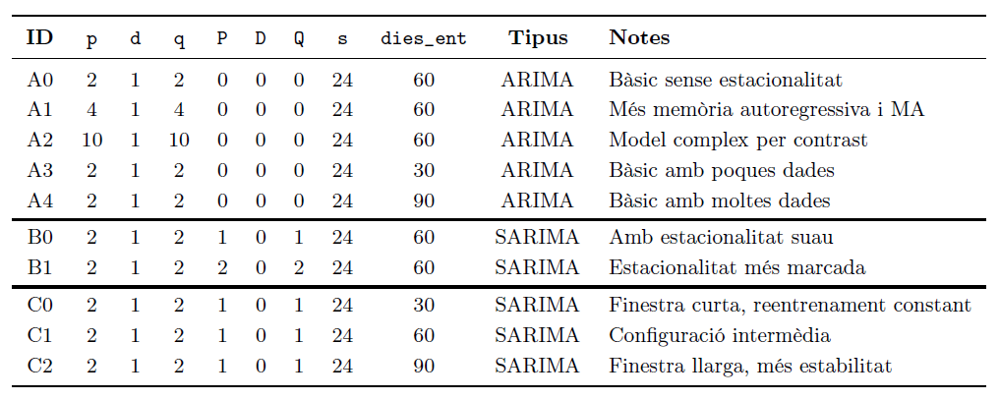 ID p d q P D Q s dies_ent Tipus Notes
A0 2 1 2 0 0 0 24 60 ARIMA Bàsic sense estacionalitat
A1 4 1 4 0 0 0 24 60 ARIMA Més memòria autoregressiva i MA
A2 10 1 10 0 0 0 24 60 ARIMA Model complex per contrast
A3 2 1 2 0 0 0 24 30 ARIMA Bàsic amb poques dades
A4 2 1 2 0 0 0 24 90 ARIMA Bàsic amb moltes dades
B0 2 1 2 1 0 1 24 60 SARIMA Amb estacionalitat suau
B1 2 1 2 2 0 2 24 60 SARIMA Estacionalitat més marcada
C0 2 1 2 1 0 1 24 30 SARIMA Finestra curta, reentrenament constant
C1 2 1 2 1 0 1 24 60 SARIMA Configuració intermèdia
C2 2 1 2 1 0 1 24 90 SARIMA Finestra llarga, més estabilitat